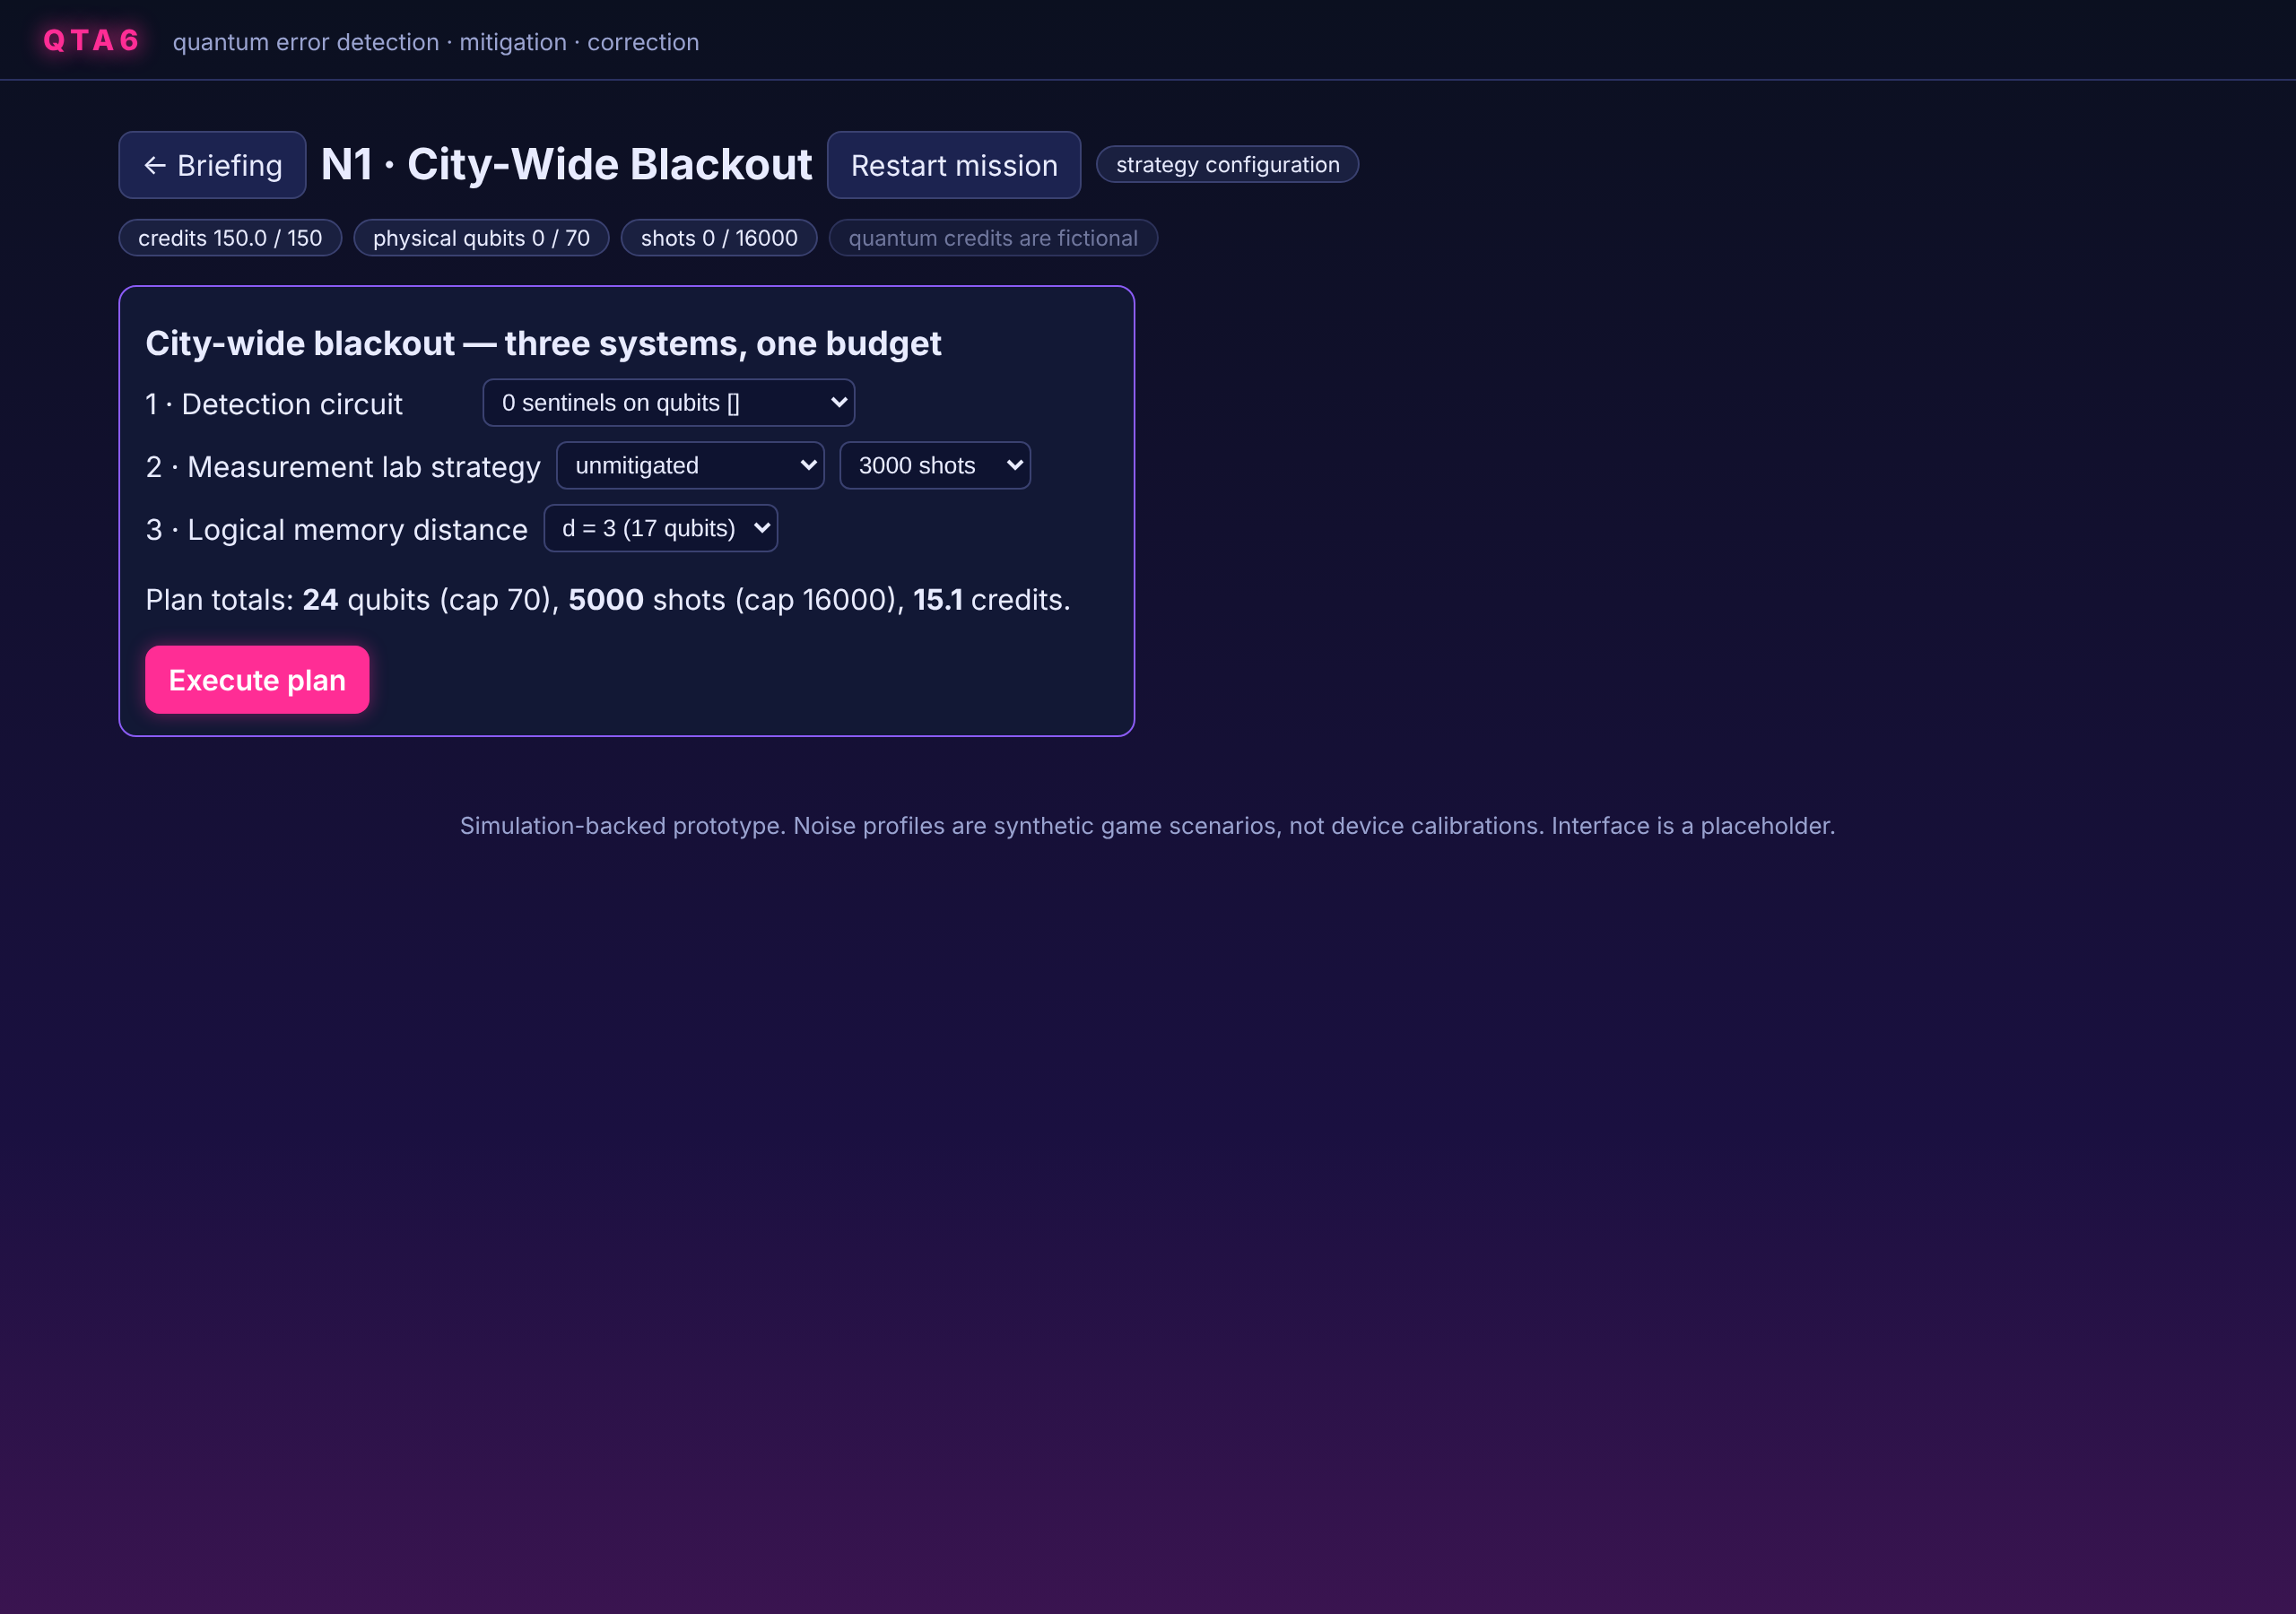 QTA6 quantum error detection · mitigation · correction
← Briefing N1 · City-Wide Blackout Restart mission strategy configuration
credits 150.0 / 150 physical qubits 0 / 70 shots 0 / 16000 quantum credits are fictional
City-wide blackout — three systems, one budget
1 · Detection circuit 0 sentinels on qubits []
2 · Measurement lab strategy unmitigated 3000 shots
3 · Logical memory distance d = 3 (17 qubits)
Plan totals: 24 qubits (cap 70), 5000 shots (cap 16000), 15.1 credits.
Execute plan
Simulation-backed prototype. Noise profiles are synthetic game scenarios, not device calibrations. Interface is a placeholder.